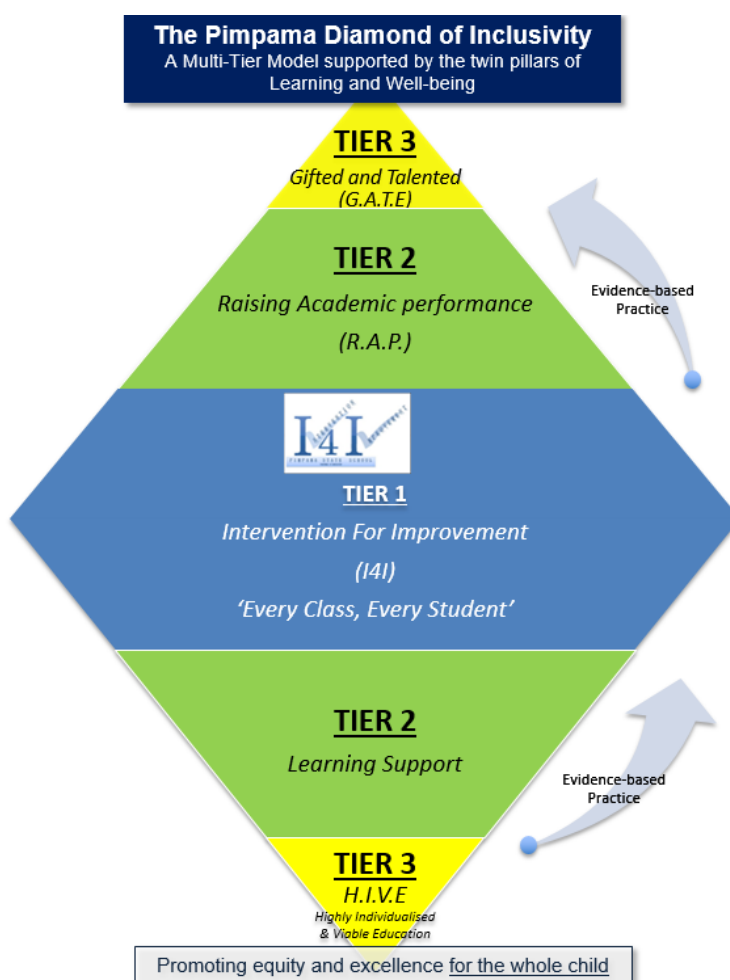 The Pimpama Diamond of Inclusivity
A Multi-Tier Model supported by the twin pillars of
Learning and Well-being
TIER 3
Gifted and Talented
(G.A.T.E)
TIER 2
Raising Academic performance
(R.A.P.)
Evidence-based
Practice
I4I
PIMPAMA STATE SCHOOL
TIER 1
Intervention For Improvement
(I4I)
‘Every Class, Every Student’
TIER 2
Learning Support
Evidence-based
Practice
TIER 3
H.I.V.E
Highly Individualised
& Viable Education
Promoting equity and excellence for the whole child